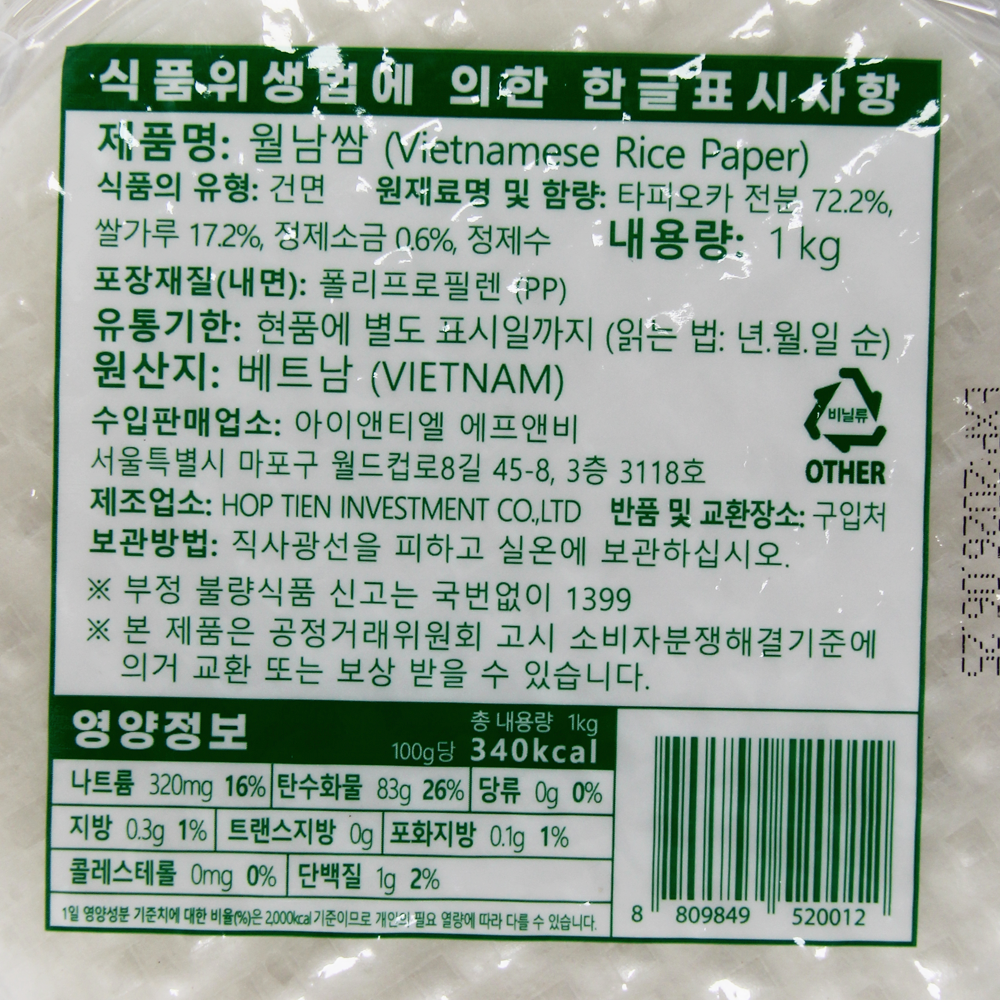 식품위생법에 의한 한글표시사항
제품명: 월남쌈 (Vietnamese Rice Paper)
식품의 유형: 건면 원재료명 및 함량: 타피오카 전분 72.2%,
쌀가루 17.2%, 정제소금 0.6%, 정제수 내용량: 1kg
포장재질(내면): 폴리프로필렌 (PP)
유통기한: 현품에 별도 표시일까지 (읽는 법: 년.월.일 순)
원산지: 베트남 (VIETNAM)
수입판매업소: 아이앤티엘 에프앤비
서울특별시 마포구 월드컵로8길 45-8, 3층 3118호
비닐류
OTHER
제조업소: HOP TIEN INVESTMENT CO.,LTD 반품 및 교환장소: 구입처
보관방법: 직사광선을 피하고 실온에 보관하십시오.
※ 부정 불량식품 신고는 국번없이 1399
※ 본 제품은 공정거래위원회 고시 소비자분쟁해결기준에
의거 교환 또는 보상 받을 수 있습니다.
영양정보 총 내용량 1kg
100g당 340kcal
나트륨 320mg 16% 탄수화물 83g 26% 당류 0g 0%
지방 0.3g 1% 트랜스지방 0g 포화지방 0.1g 1%
콜레스테롤 0mg 0% 단백질 1g 2%
1일 영양성분 기준치에 대한 비율(%)은 2,000kcal 기준이므로 개인의 필요 열량에 따라 다를 수 있습니다.
8 809849 520012